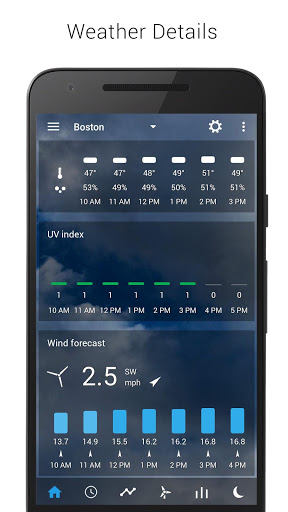 Weather Details
Boston
47° 47° 48° 49° 51° 49°
53% 49% 51% 50% 50% 51%
10 AM 11 AM 12 PM 1 PM 2 PM 3 PM
UV index
1 1 1 1 1 1 0 0
10 AM 11 AM 12 PM 1 PM 2 PM 3 PM 4 PM 5 PM
Wind forecast
2.5 SW
mph
13.7 14.9 15.5 16.2 16.4 16.8 16.8
10 AM 11 AM 12 PM 1 PM 2 PM 3 PM 4 PM